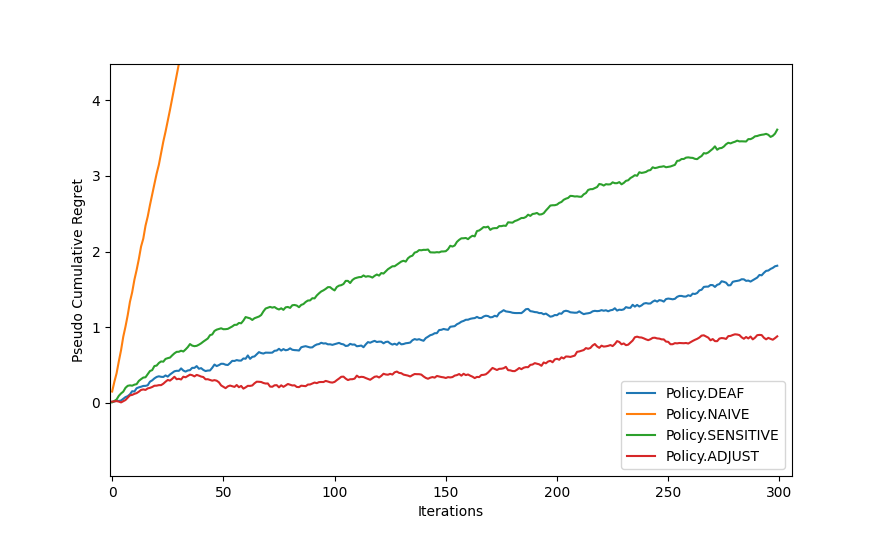 Pseudo Cumulative Regret
4
3
2
1
0
0 50 100 150 200 250 300
Iterations
Policy.DEAF
Policy.NAIVE
Policy.SENSITIVE
Policy.ADJUST